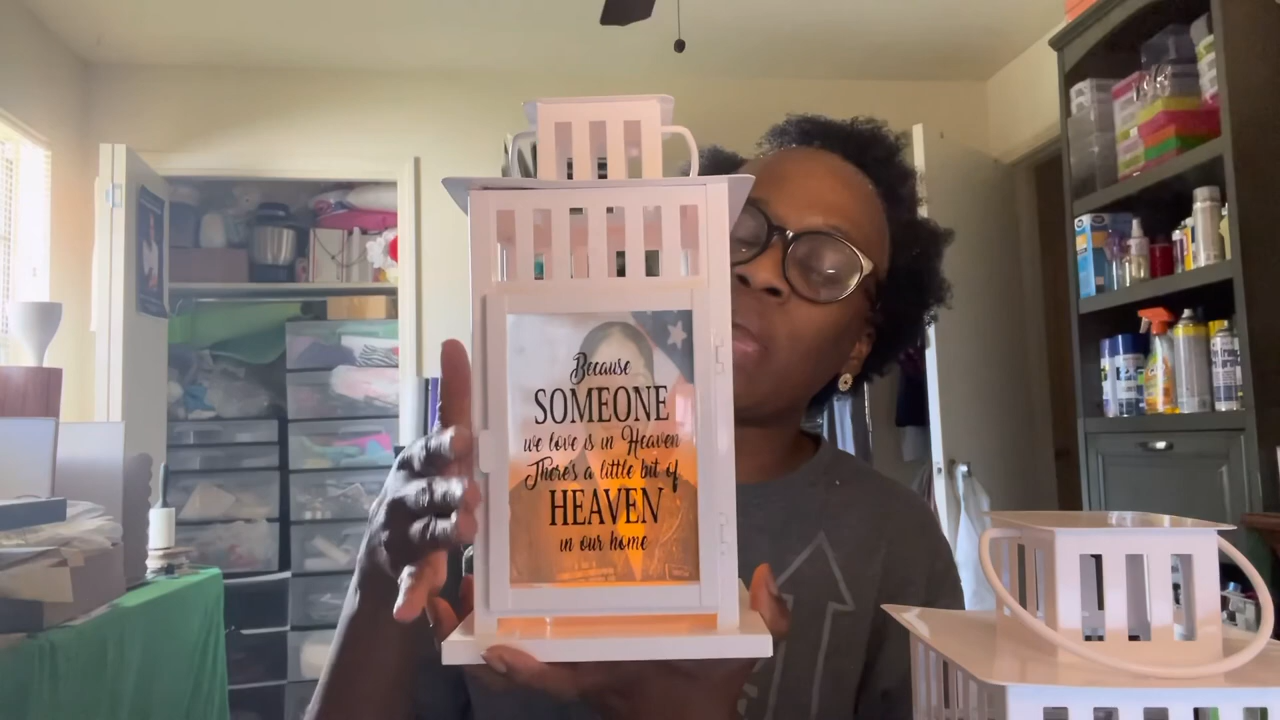 Because
SOMEONE
we love is in Heaven
There's a little bit of
HEAVEN
in our home